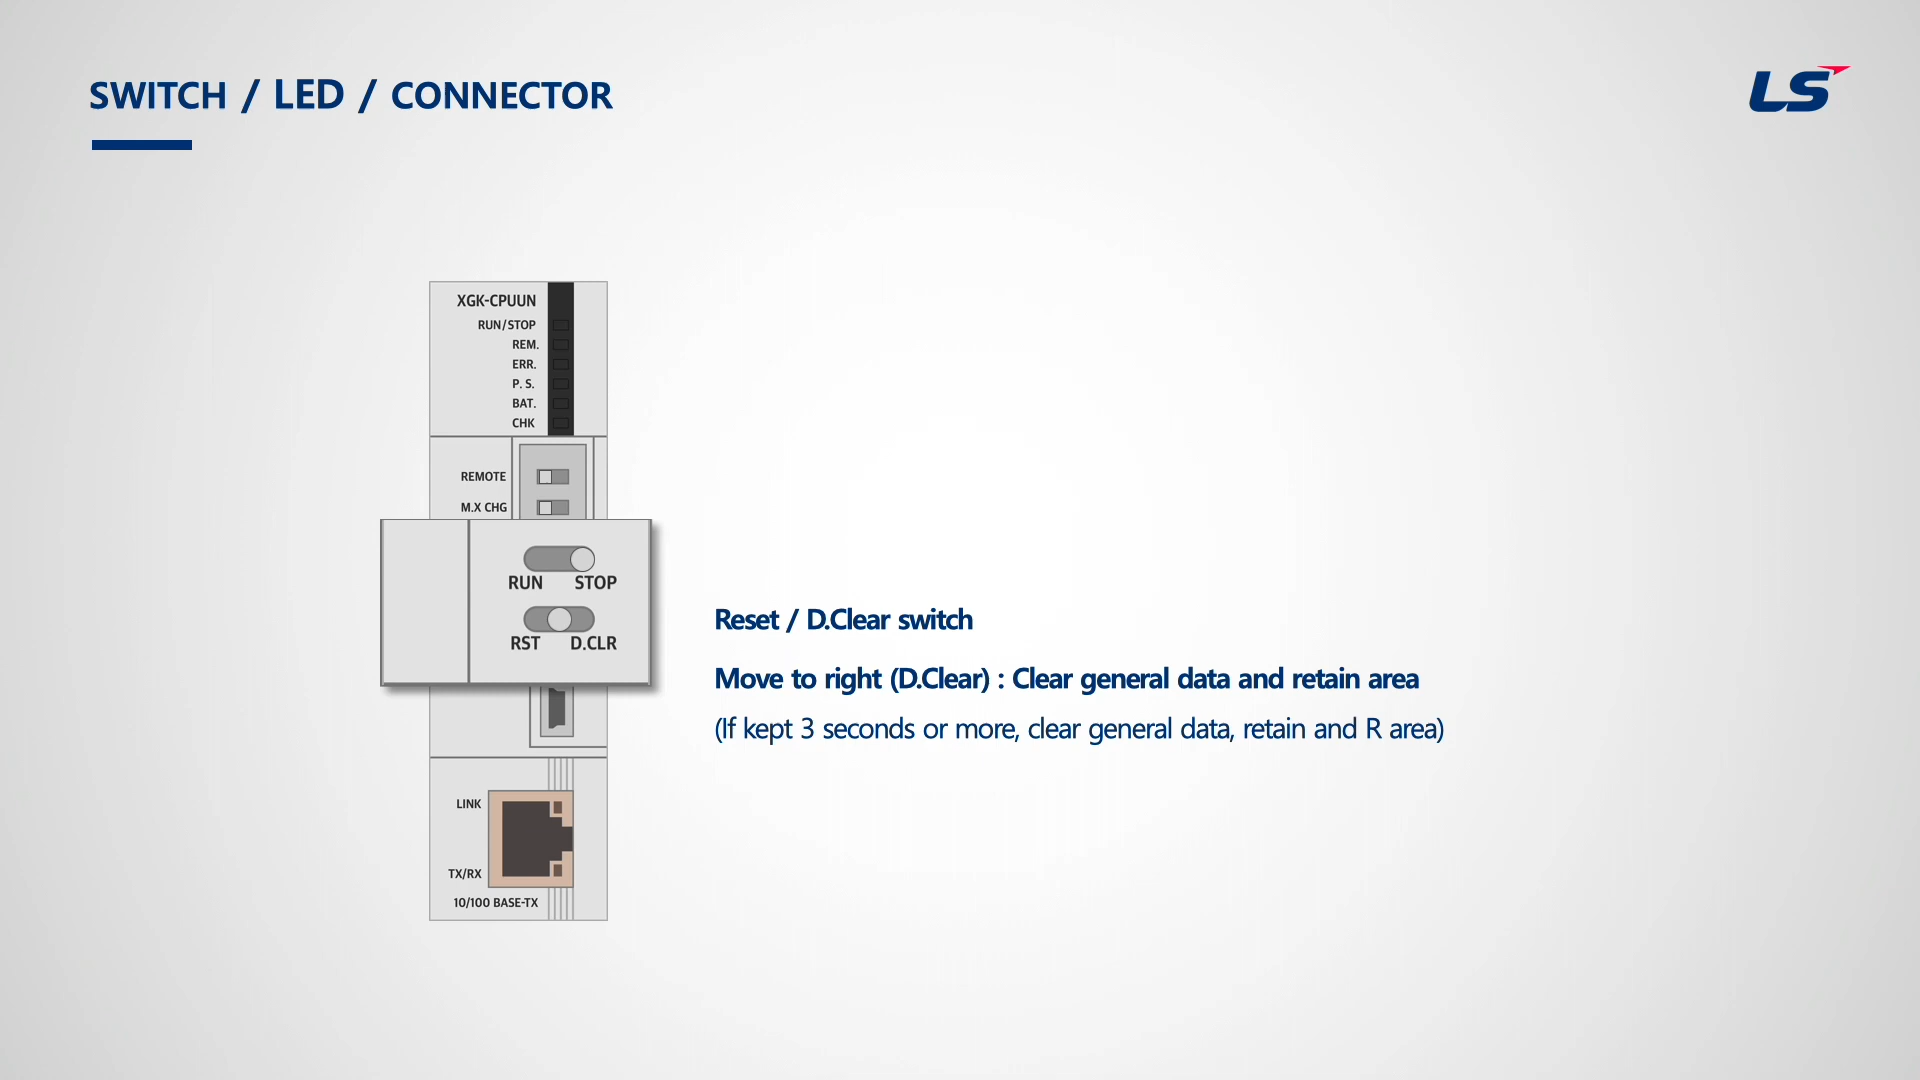 SWITCH / LED / CONNECTOR
LS
XGK-CPUUN
RUN/STOP
REM.
ERR.
P. S.
BAT.
CHK
REMOTE
M.X CHG
RUN STOP
RST D.CLR
Reset / D.Clear switch
Move to right (D.Clear) : Clear general data and retain area
(If kept 3 seconds or more, clear general data, retain and R area)
LINK
TX/RX
10/100 BASE-TX